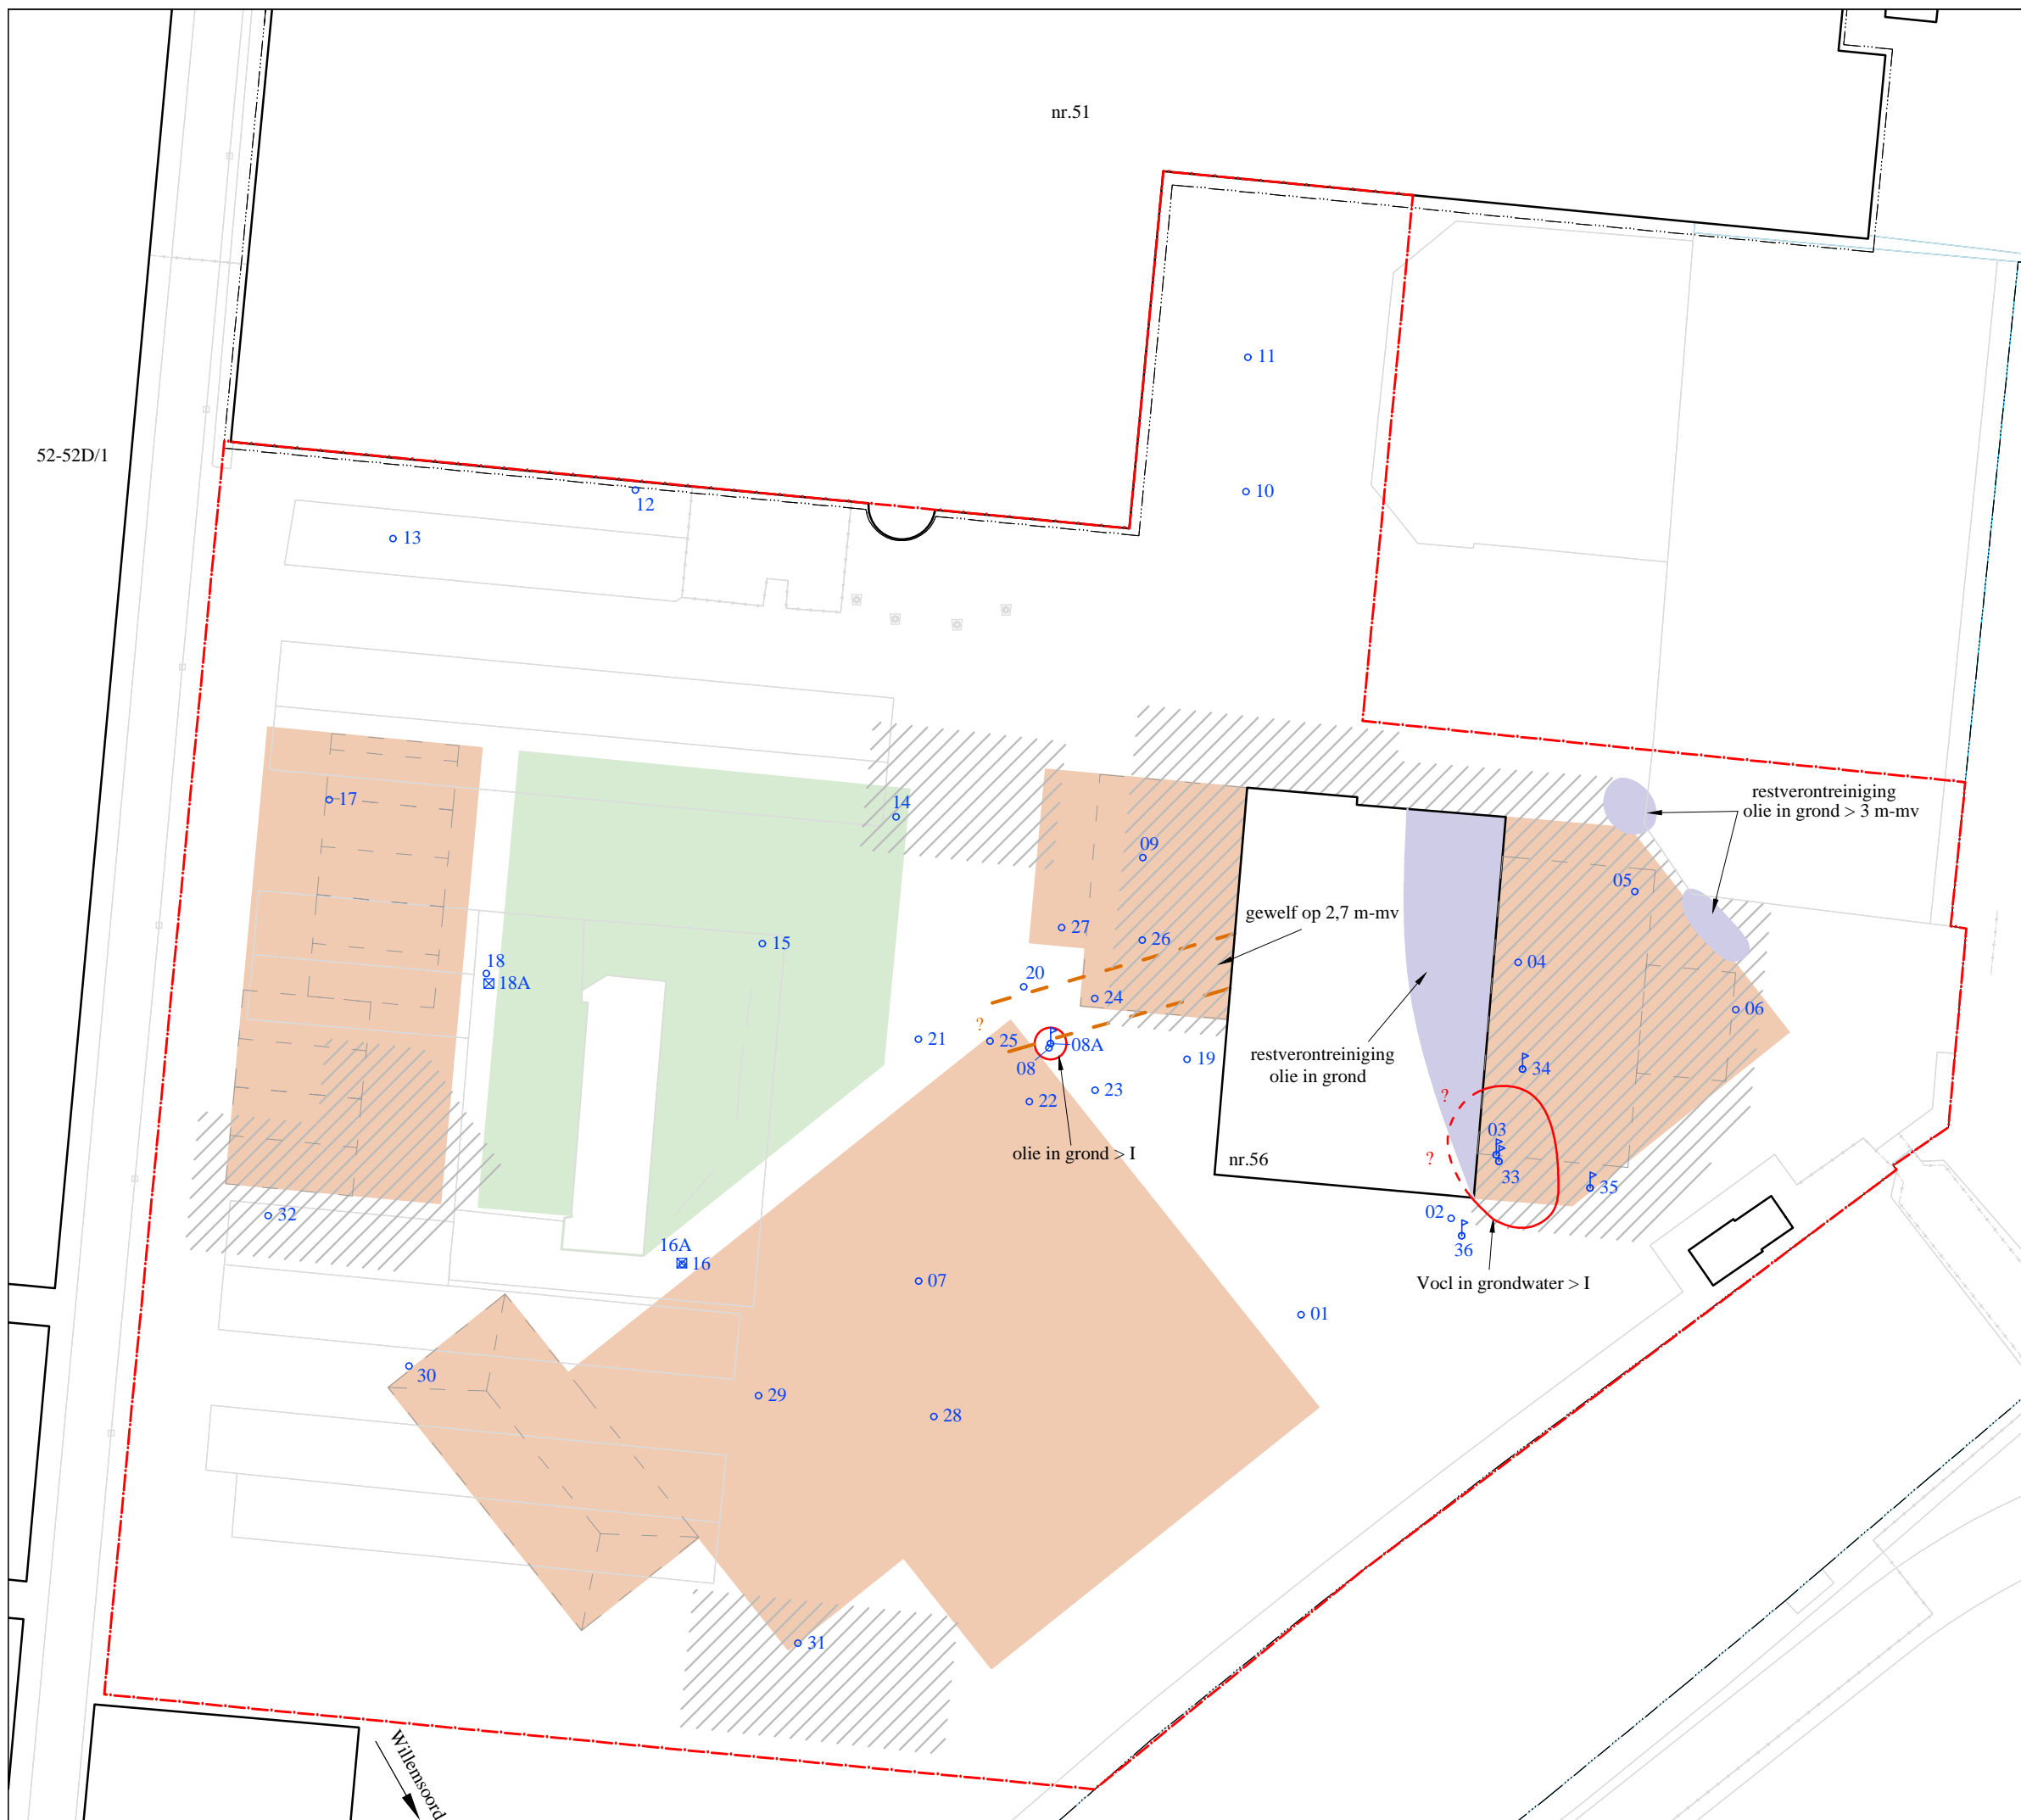 nr.51
11
52-52D/1
10
12
13
restverontreiniging
olie in grond > 3 m-mv
17
14
09
05
gewelf op 2,7 m-mv
27
26
15
04
18
18A
20
24
06
?
21
25
08A
08
19
restverontreiniging
olie in grond
34
23
22
?
03
olie in grond > I
nr.56
?
33
35
32
02
36
16A
16
07
Vocl in grondwater > I
01
30
29
28
31
Willemsoord